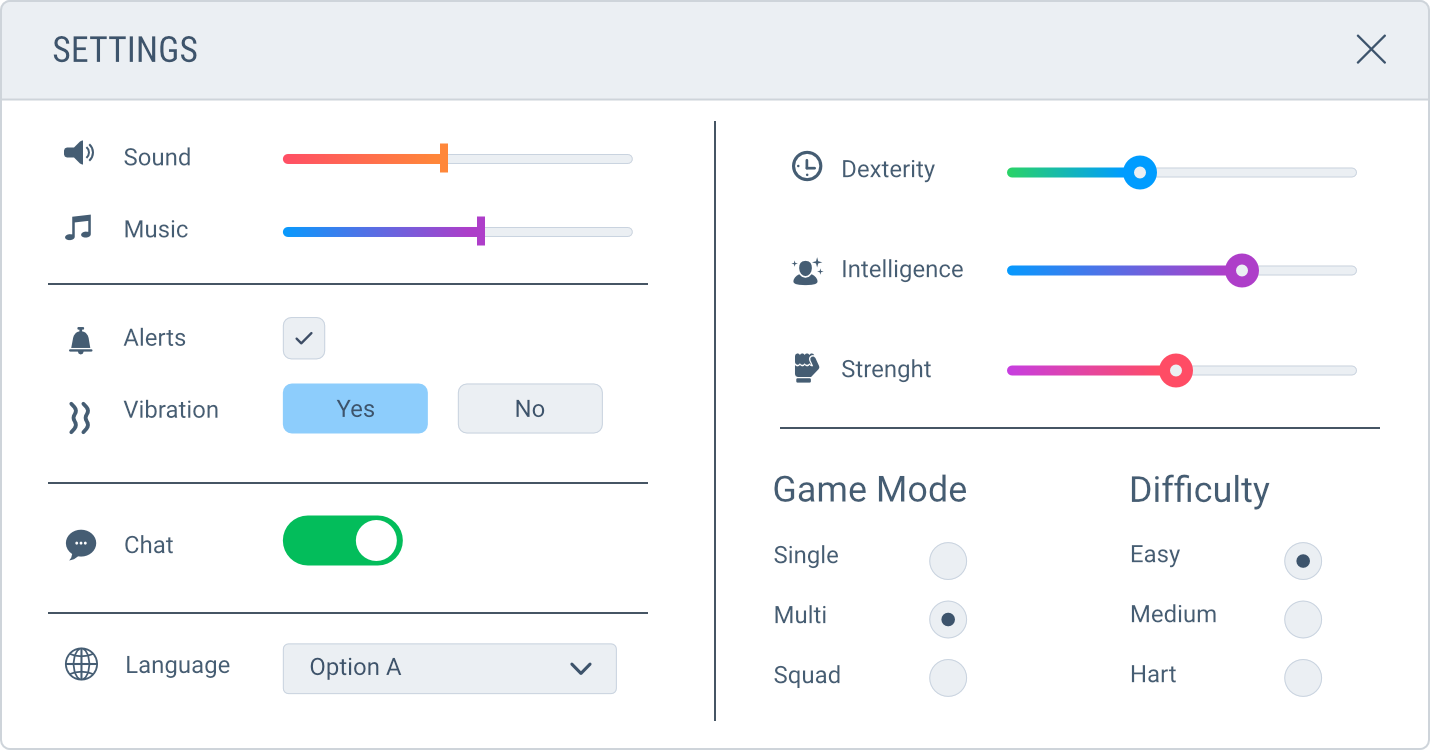 SETTINGS
Sound
Music
Alerts
Vibration
Yes
No
Chat
Language
Option A
Dexterity
Intelligence
Strenght
Game Mode
Single
Multi
Squad
Difficulty
Easy
Medium
Hart